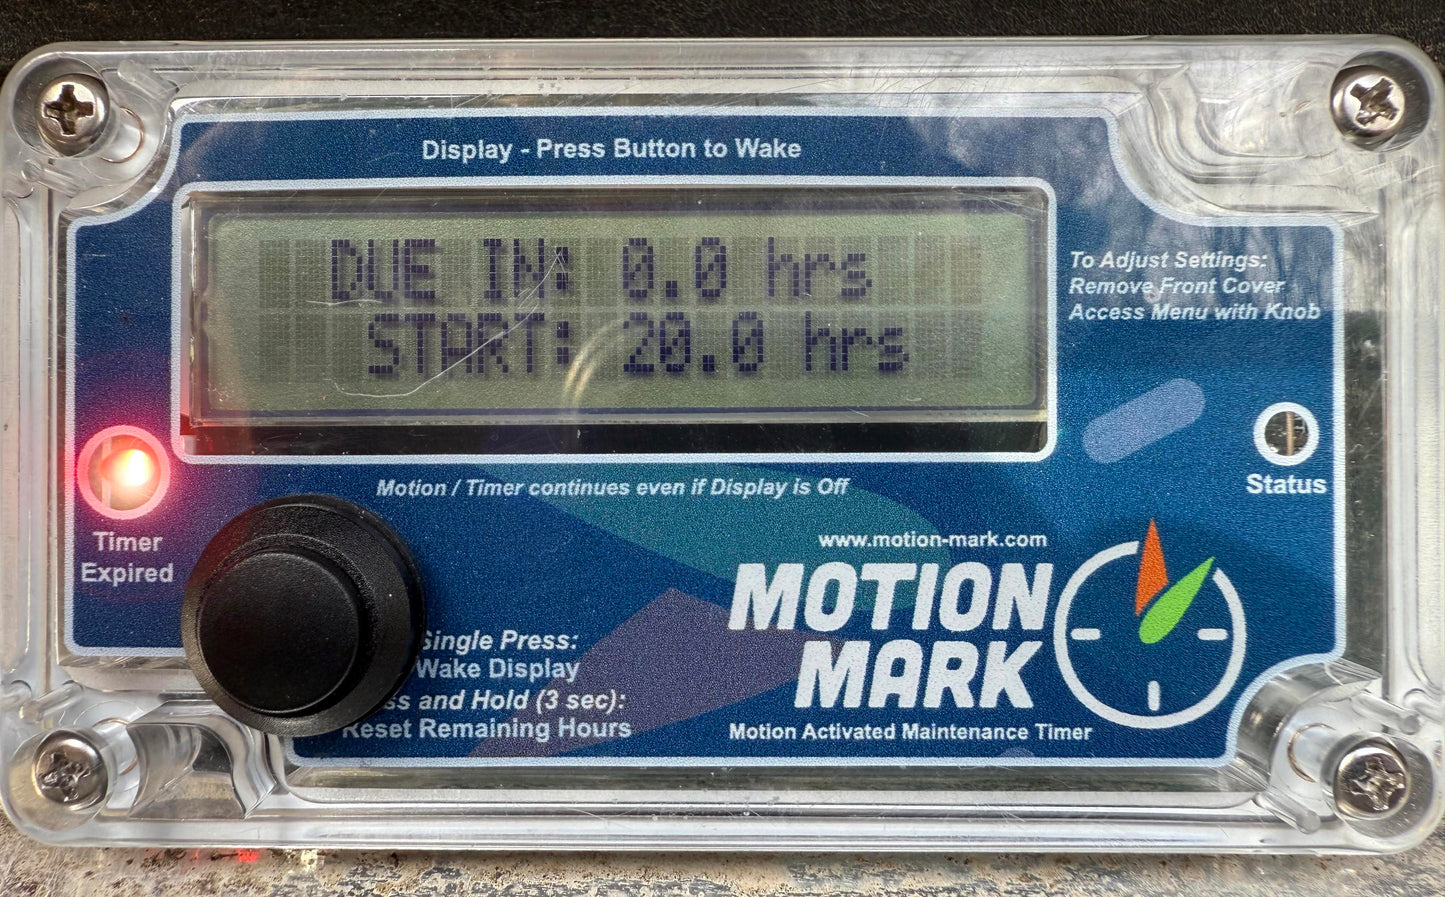 Display - Press Button to Wake
DUE IN: 0.0 hrs
START: 20.0 hrs
To Adjust Settings:
Remove Front Cover
Access Menu with Knob
Status
Motion / Timer continues even if Display is Off
Timer
Expired
www.motion-mark.com
MOTION
MARK
Motion Activated Maintenance Timer
Single Press:
Wake Display
and Hold (3 sec):
Reset Remaining Hours